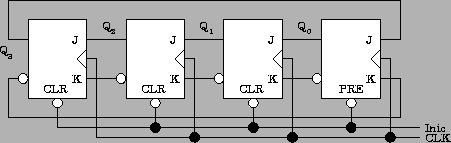 Q₃ Q₂ Q₁ Q₀
J J J J
K K K K
CLR CLR CLR PRE
Inic
CLK